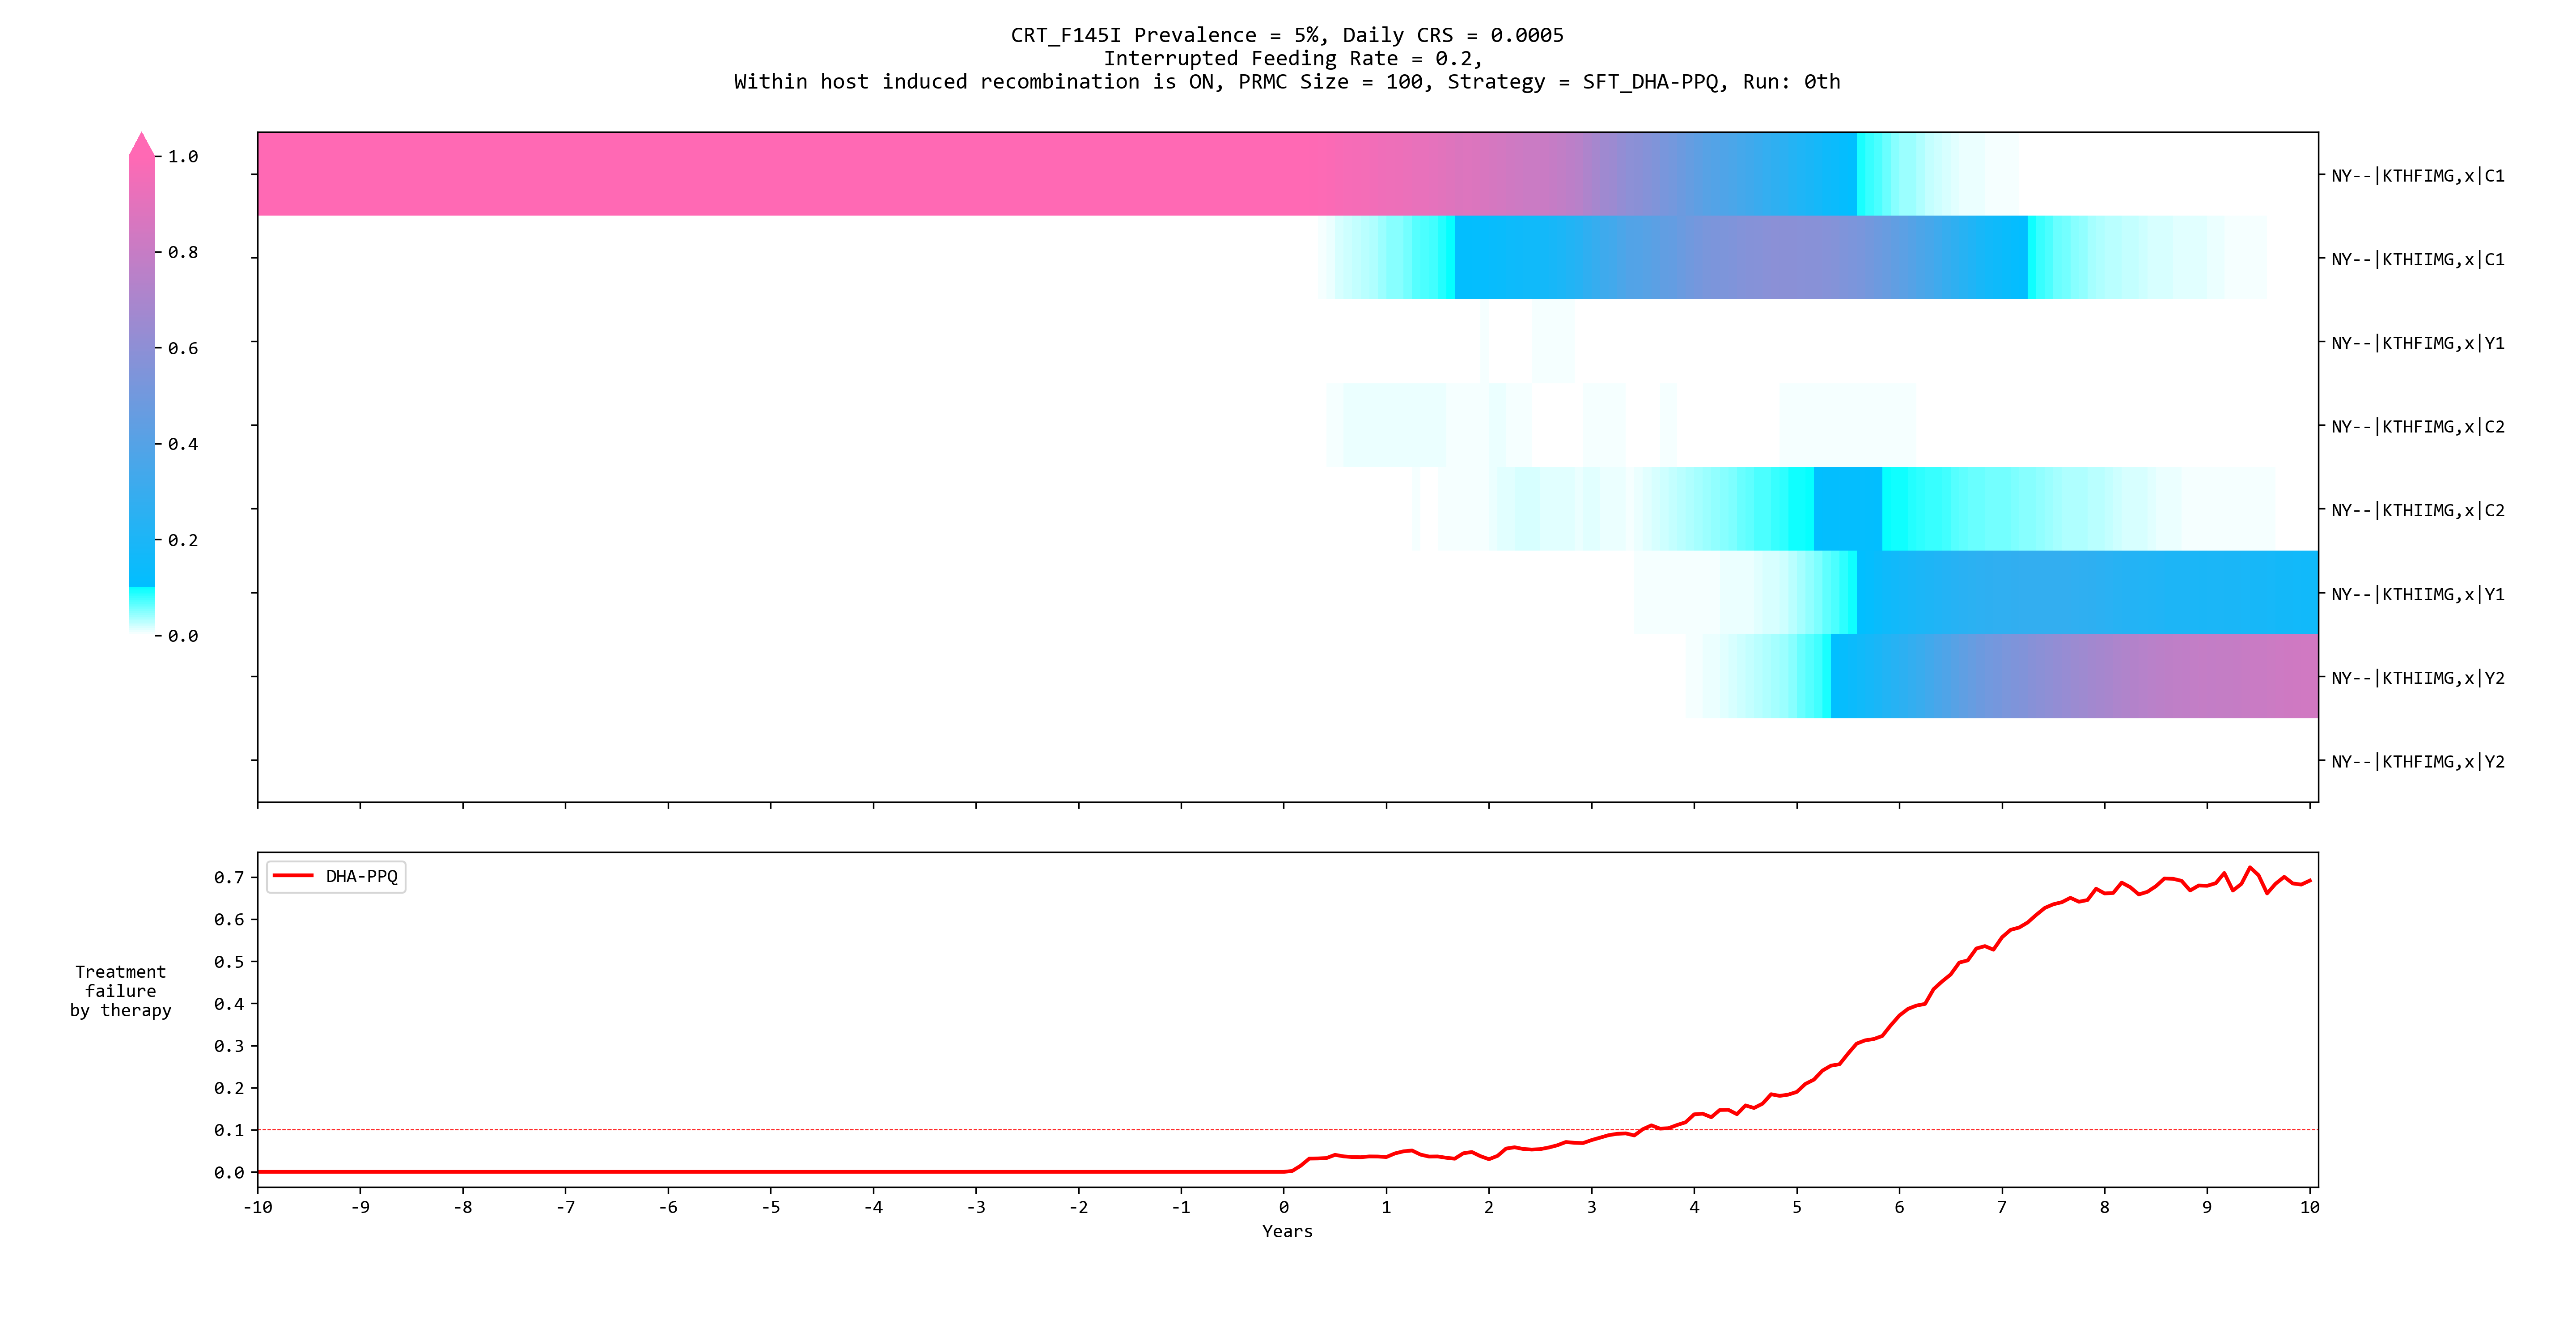 CRT_F145I Prevalence = 5%, Daily CRS = 0.0005
Interrupted Feeding Rate = 0.2,
Within host induced recombination is ON, PRMC Size = 100, Strategy = SFT_DHA-PPQ, Run: 0th
1.0
0.8
0.6
0.4
0.2
0.0
NY--|KTHFIMG,x|C1
NY--|KTHIIMG,x|C1
NY--|KTHFIMG,x|Y1
NY--|KTHFIMG,x|C2
NY--|KTHIIMG,x|C2
NY--|KTHIIMG,x|Y1
NY--|KTHIIMG,x|Y2
NY--|KTHFIMG,x|Y2
DHA-PPQ
Treatment
failure
by therapy
0.7
0.6
0.5
0.4
0.3
0.2
0.1
0.0
-10 -9 -8 -7 -6 -5 -4 -3 -2 -1 0 1 2 3 4 5 6 7 8 9 10
Years